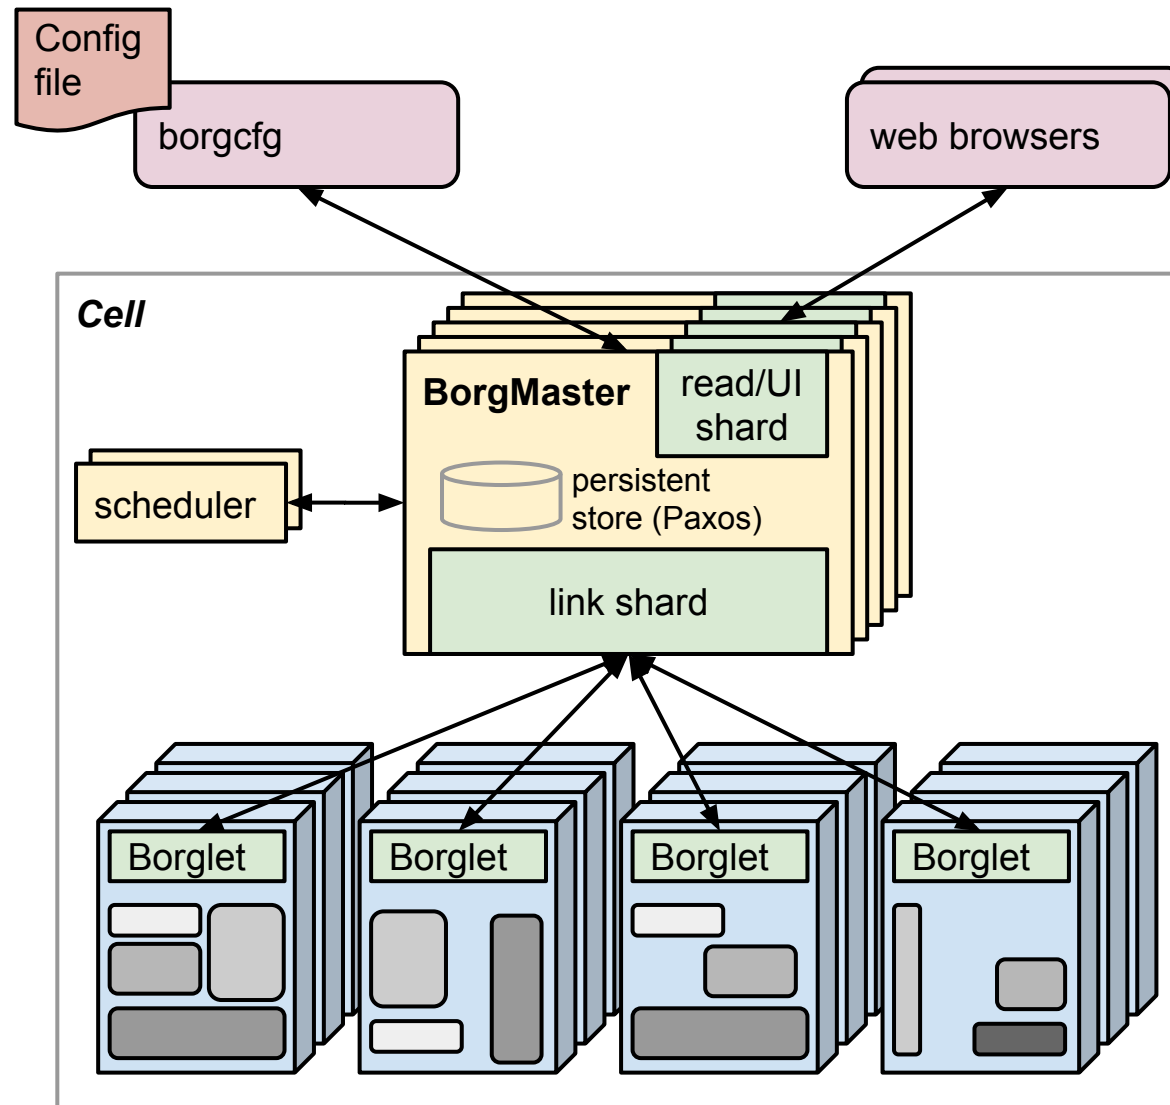 Config
file
borgcfg
web browsers
Cell
BorgMaster
read/UI
shard
persistent
store (Paxos)
scheduler
link shard
Borglet
Borglet
Borglet
Borglet